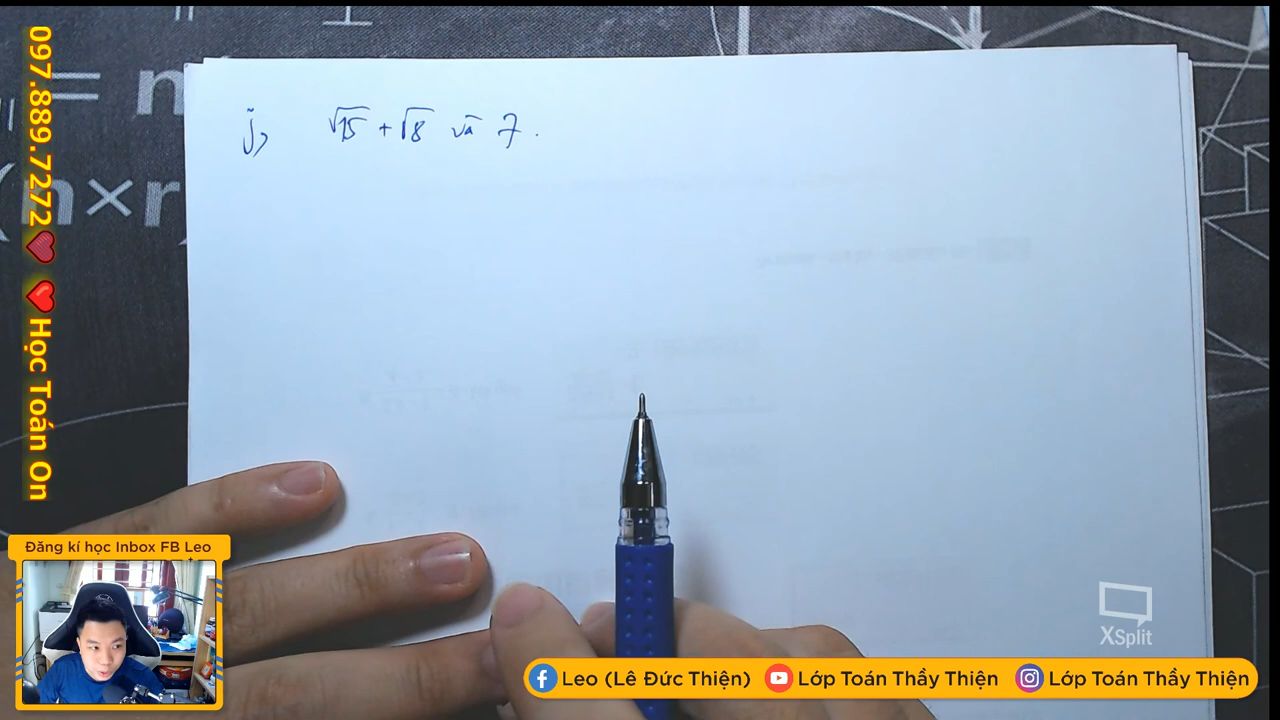 j, √15 + √8 và 7.
097.889.7272❤️ ❤️Học Toán On
Đăng kí học Inbox FB Leo
XSplit
Leo (Lê Đức Thiện) Lớp Toán Thầy Thiện Lớp Toán Thầy Thiện